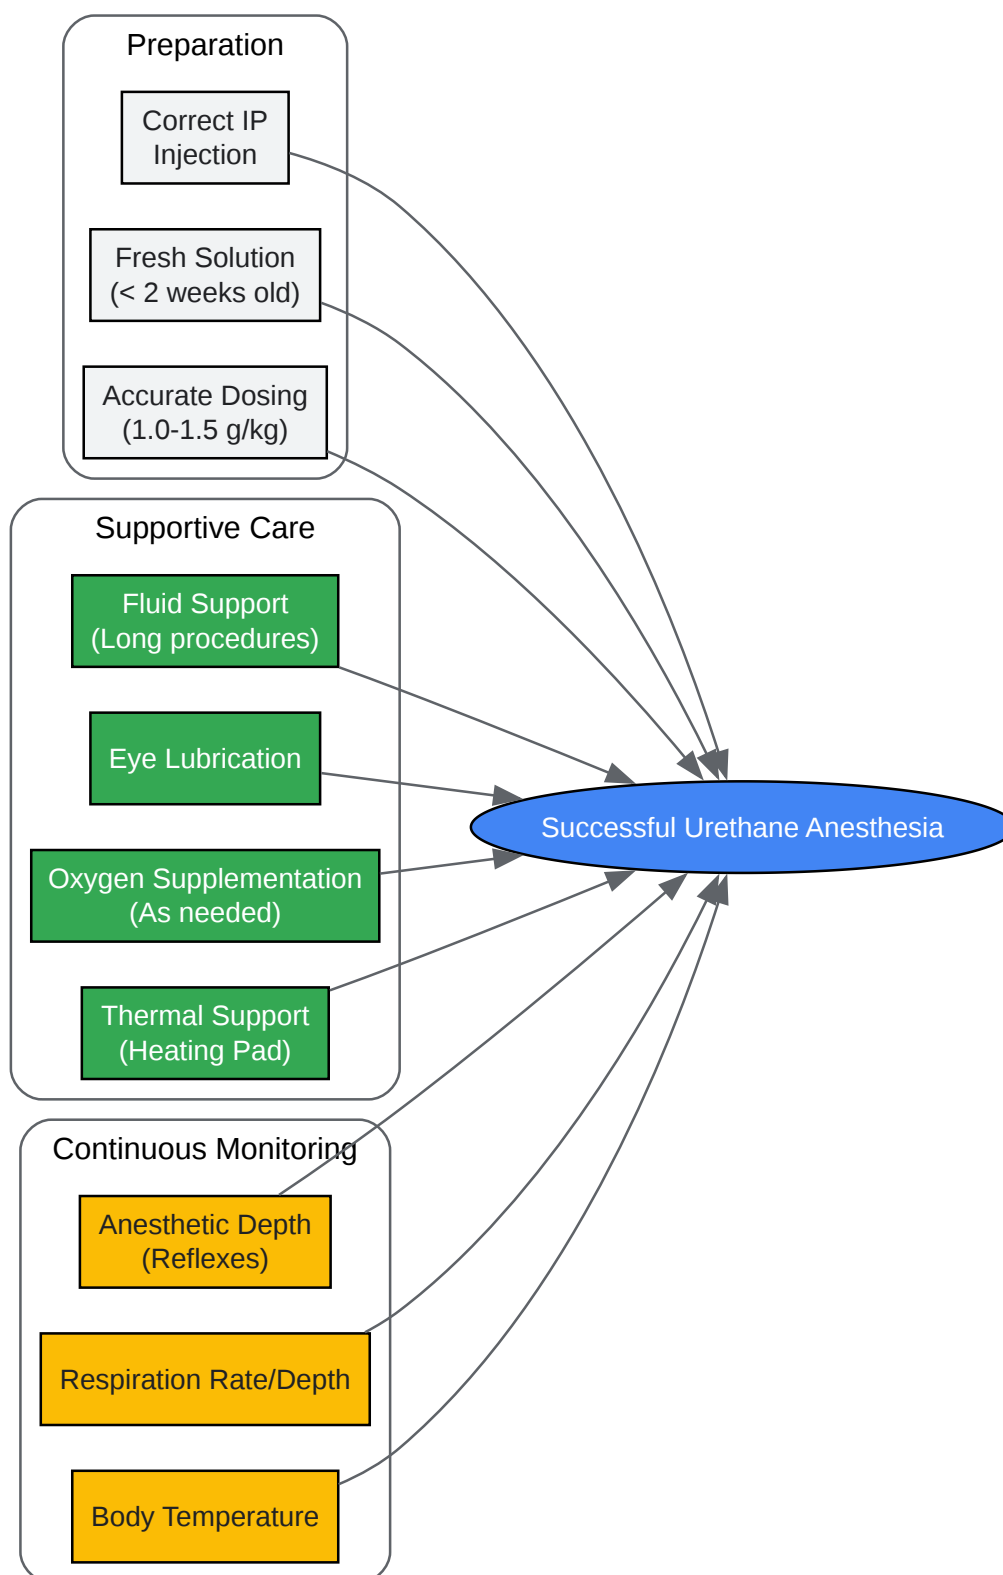 Preparation
Correct IP
Injection
Fresh Solution
(< 2 weeks old)
Accurate Dosing
(1.0-1.5 g/kg)
Supportive Care
Fluid Support
(Long procedures)
Eye Lubrication
Oxygen Supplementation
(As needed)
Thermal Support
(Heating Pad)
Successful Urethane Anesthesia
Continuous Monitoring
Anesthetic Depth
(Reflexes)
Respiration Rate/Depth
Body Temperature